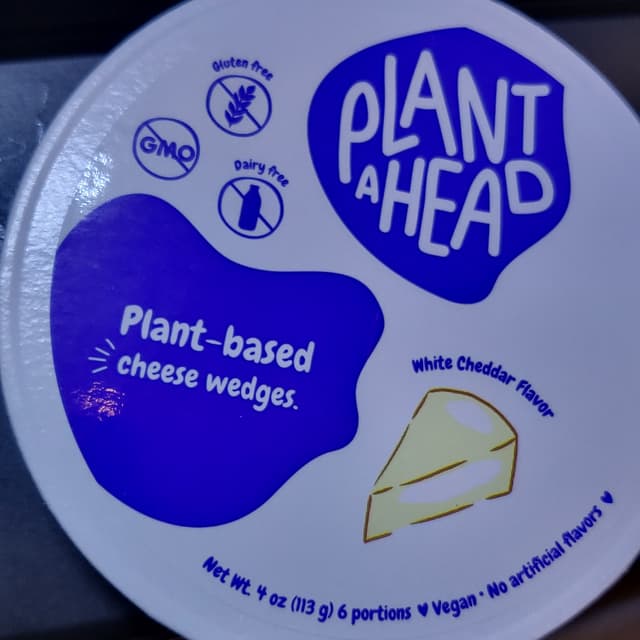 Gluten free
GMO
Dairy free
PLANT
AHEAD
Plant-based
cheese wedges.
White Cheddar Flavor
Net Wt. 4 oz (113 g) 6 portions ♥ Vegan · No artificial flavors ♥